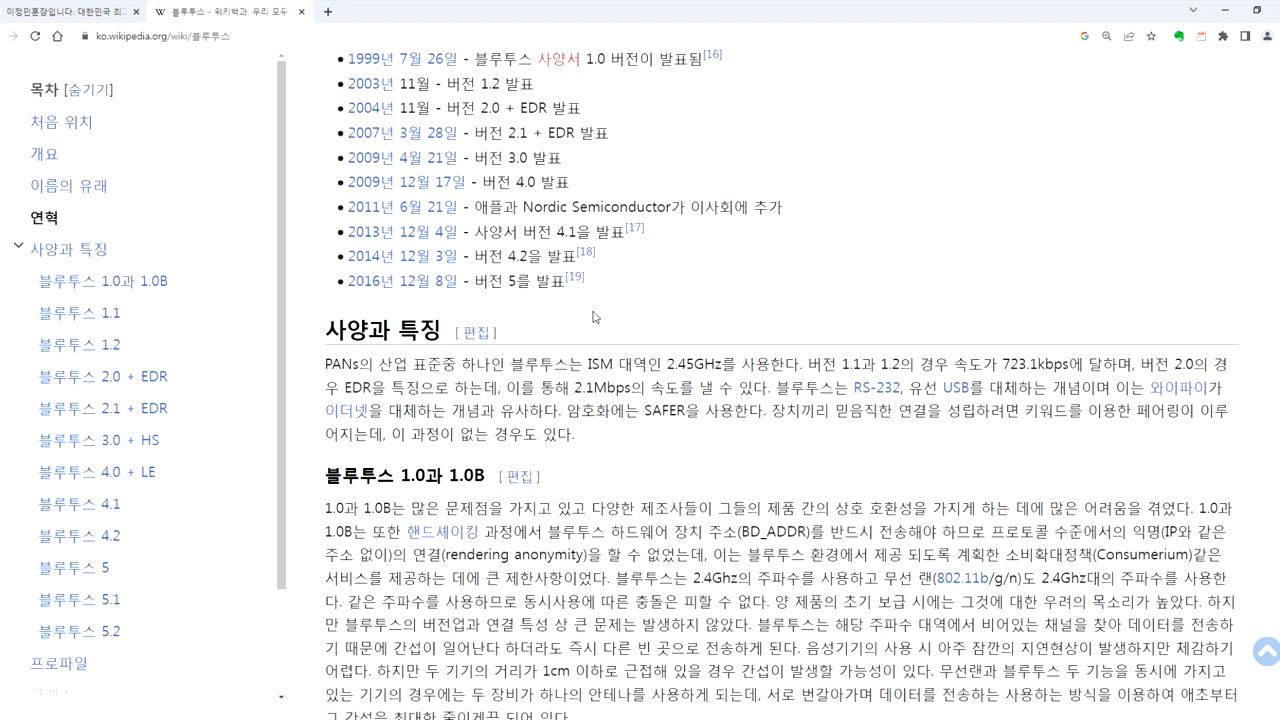 이정민훈장입니다. 대한민국 최고
블루투스 - 위키백과, 우리 모두
ko.wikipedia.org/wiki/블루투스
목차 [숨기기]
처음 위치
개요
이름의 유래
연혁
사양과 특징
블루투스 1.0과 1.0B
블루투스 1.1
블루투스 1.2
블루투스 2.0 + EDR
블루투스 2.1 + EDR
블루투스 3.0 + HS
블루투스 4.0 + LE
블루투스 4.1
블루투스 4.2
블루투스 5
블루투스 5.1
블루투스 5.2
프로파일
• 1999년 7월 26일 - 블루투스 사양서 1.0 버전이 발표됨[16]
• 2003년 11월 - 버전 1.2 발표
• 2004년 11월 - 버전 2.0 + EDR 발표
• 2007년 3월 28일 - 버전 2.1 + EDR 발표
• 2009년 4월 21일 - 버전 3.0 발표
• 2009년 12월 17일 - 버전 4.0 발표
• 2011년 6월 21일 - 애플과 Nordic Semiconductor가 이사회에 추가
• 2013년 12월 4일 - 사양서 버전 4.1을 발표[17]
• 2014년 12월 3일 - 버전 4.2을 발표[18]
• 2016년 12월 8일 - 버전 5를 발표[19]
사양과 특징 [ 편집 ]
PANs의 산업 표준중 하나인 블루투스는 ISM 대역인 2.45GHz를 사용한다. 버전 1.1과 1.2의 경우 속도가 723.1kbps에 달하며, 버전 2.0의 경
우 EDR을 특징으로 하는데, 이를 통해 2.1Mbps의 속도를 낼 수 있다. 블루투스는 RS-232, 유선 USB를 대체하는 개념이며 이는 와이파이가
이더넷을 대체하는 개념과 유사하다. 암호화에는 SAFER을 사용한다. 장치끼리 믿음직한 연결을 성립하려면 키워드를 이용한 페어링이 이루
어지는데, 이 과정이 없는 경우도 있다.
블루투스 1.0과 1.0B [ 편집 ]
1.0과 1.0B는 많은 문제점을 가지고 있고 다양한 제조사들이 그들의 제품 간의 상호 호환성을 가지게 하는 데에 많은 어려움을 겪었다. 1.0과
1.0B는 또한 핸드셰이킹 과정에서 블루투스 하드웨어 장치 주소(BD_ADDR)를 반드시 전송해야 하므로 프로토콜 수준에서의 익명(IP와 같은
주소 없이)의 연결(rendering anonymity)을 할 수 없었는데, 이는 블루투스 환경에서 제공 되도록 계획한 소비확대정책(Consumerium)같은
서비스를 제공하는 데에 큰 제한사항이었다. 블루투스는 2.4Ghz의 주파수를 사용하고 무선 랜(802.11b/g/n)도 2.4Ghz대의 주파수를 사용한
다. 같은 주파수를 사용하므로 동시사용에 따른 충돌은 피할 수 없다. 양 제품의 초기 보급 시에는 그것에 대한 우려의 목소리가 높았다. 하지
만 블루투스의 버전업과 연결 특성 상 큰 문제는 발생하지 않았다. 블루투스는 해당 주파수 대역에서 비어있는 채널을 찾아 데이터를 전송하
기 때문에 간섭이 일어난다 하더라도 즉시 다른 빈 곳으로 전송하게 된다. 음성기기의 사용 시 아주 잠깐의 지연현상이 발생하지만 체감하기
어렵다. 하지만 두 기기의 거리가 1cm 이하로 근접해 있을 경우 간섭이 발생할 가능성이 있다. 무선랜과 블루투스 두 기능을 동시에 가지고
있는 기기의 경우에는 두 장비가 하나의 안테나를 사용하게 되는데, 서로 번갈아가며 데이터를 전송하는 사용하는 방식을 이용하여 애초부터
그 간섭을 최대한 줄이게끔 되어 있다.